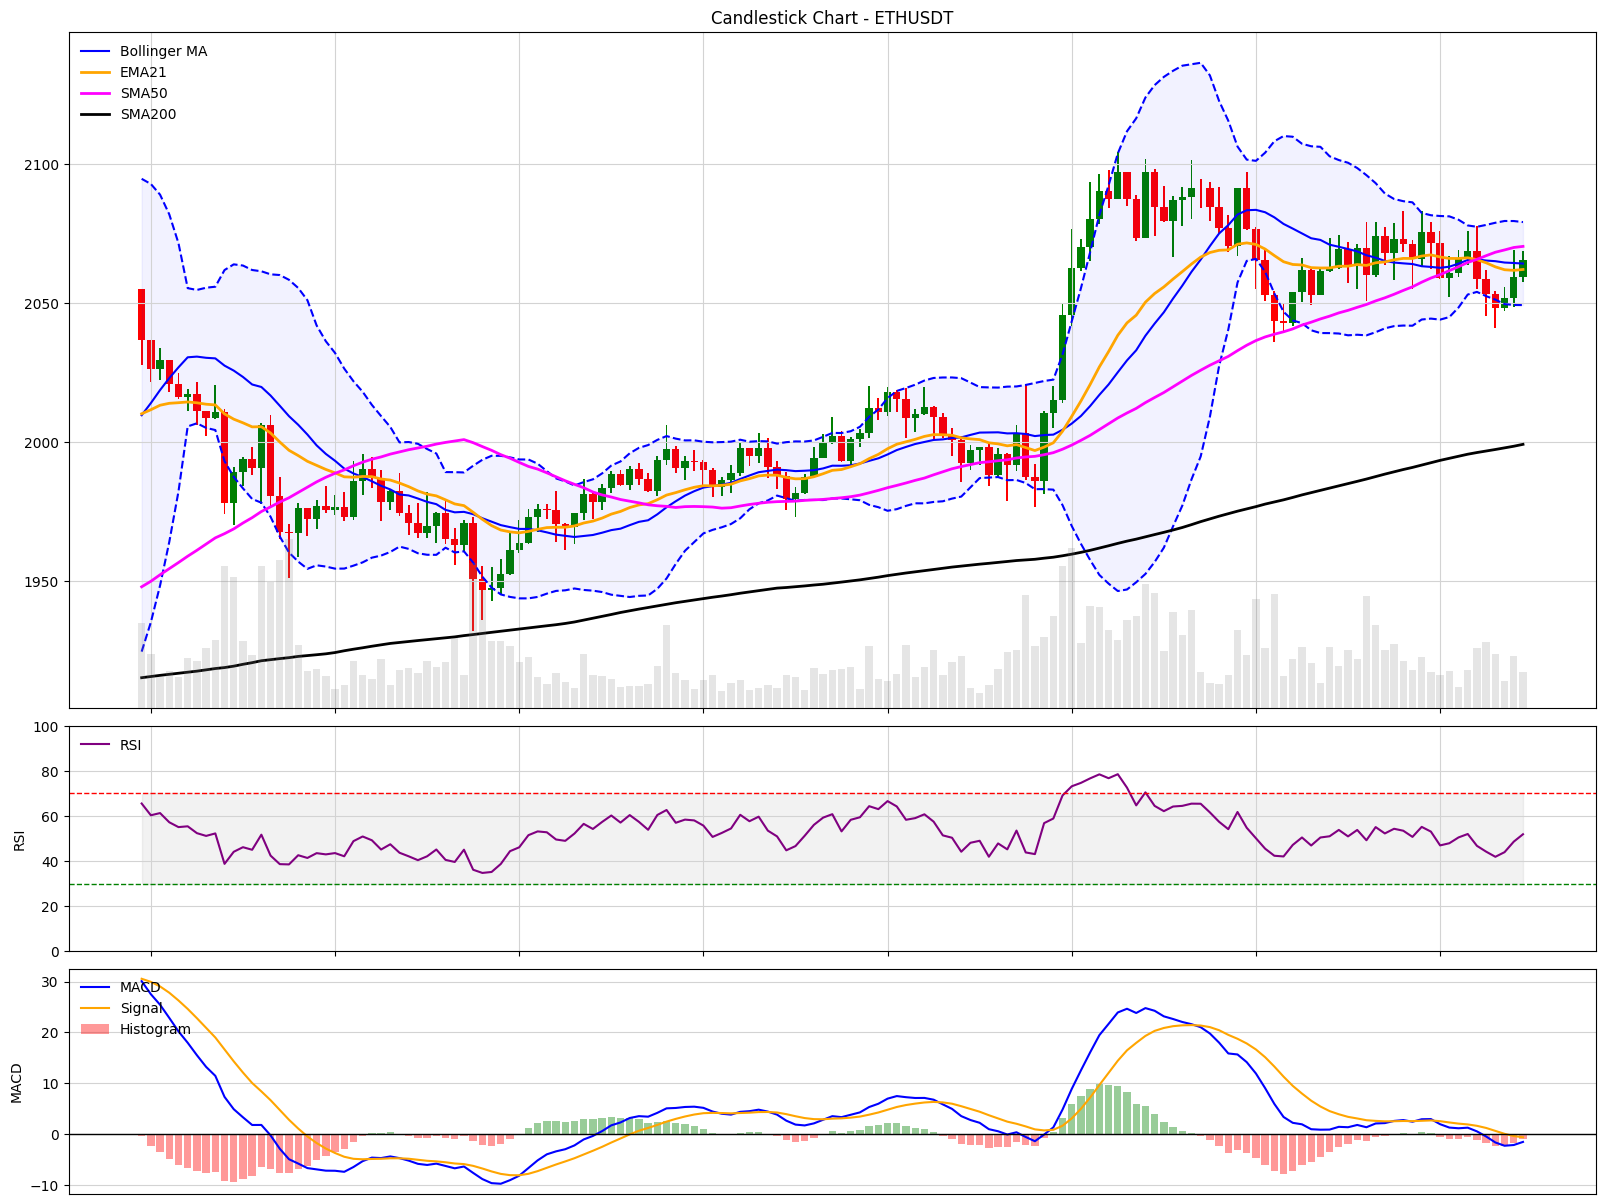 Candlestick Chart - ETHUSDT
Bollinger MA
EMA21
SMA50
SMA200
2100
2050
2000
1950
RSI
RSI
100
80
60
40
20
0
MACD
Signal
Histogram
MACD
30
20
10
0
−10